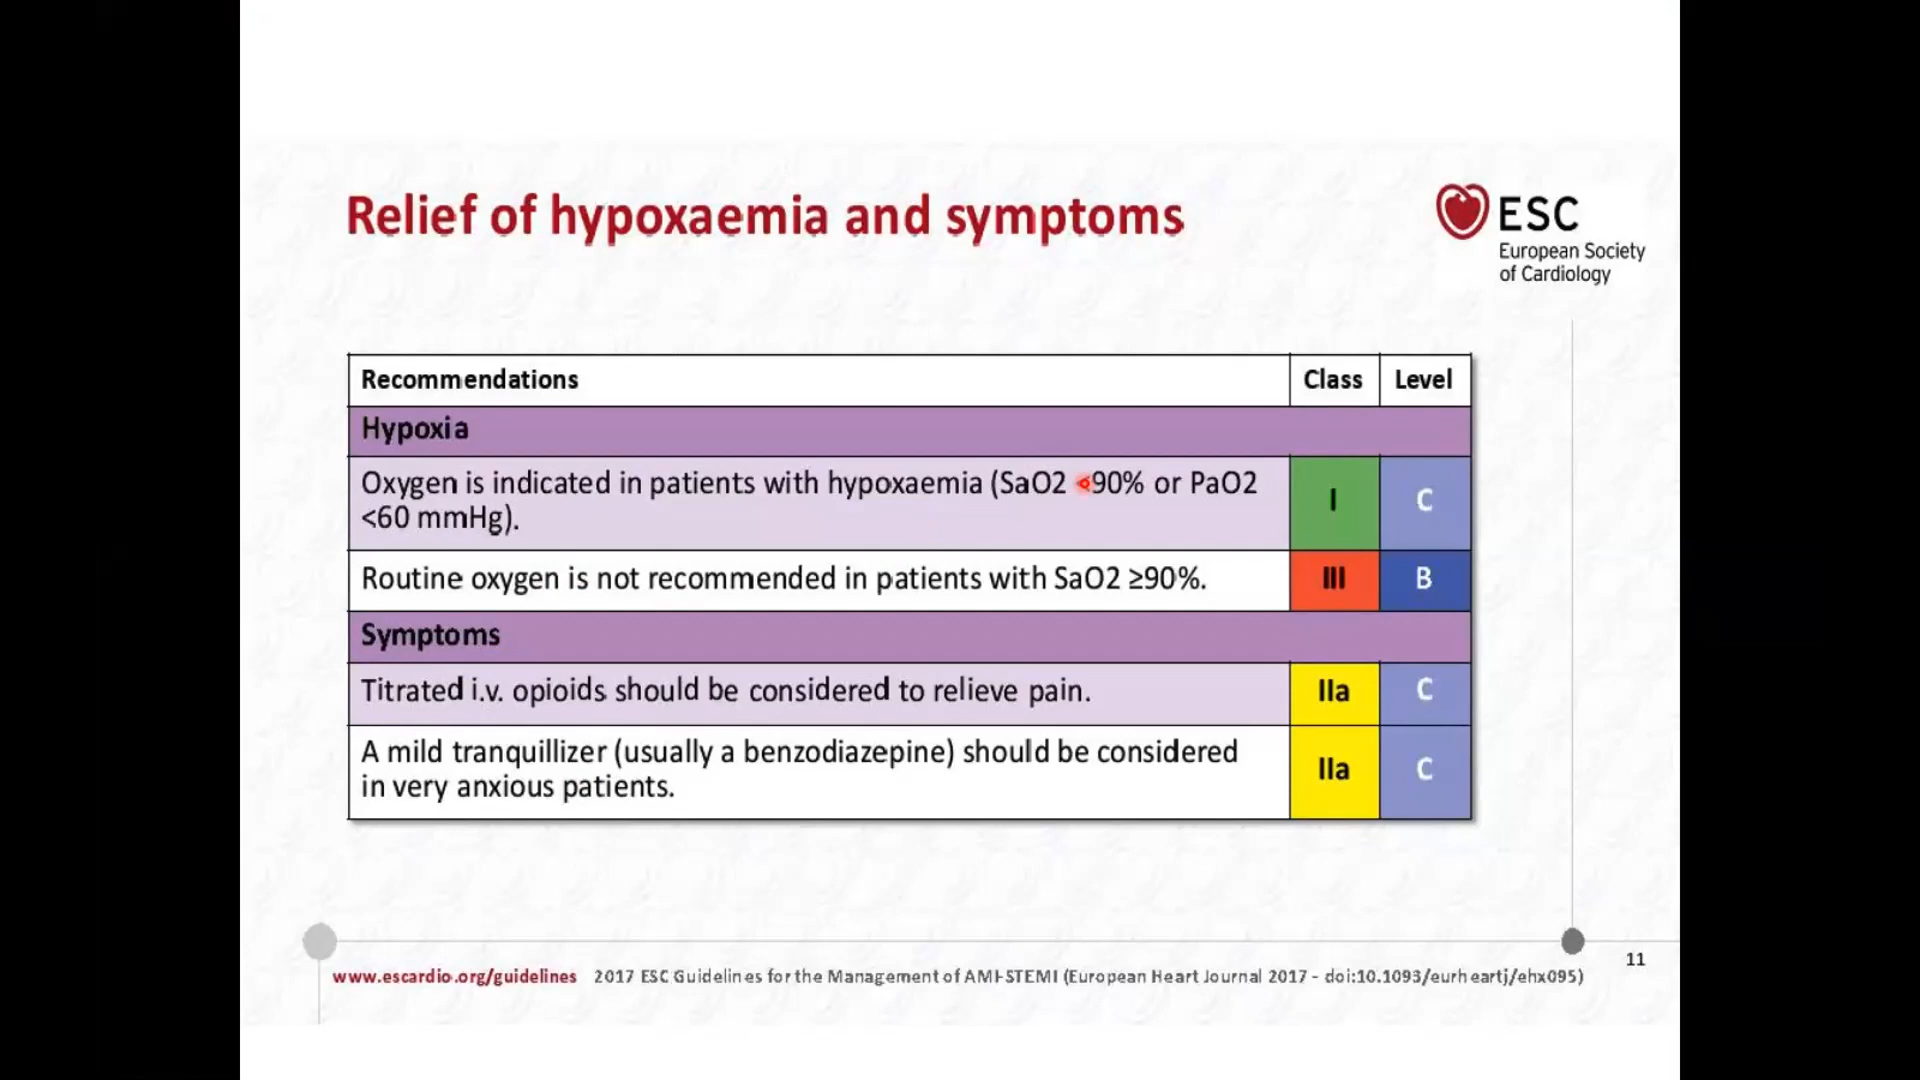 Relief of hypoxaemia and symptoms
ESC
European Society
of Cardiology
Recommendations Class Level
Hypoxia
Oxygen is indicated in patients with hypoxaemia (SaO2 <90% or PaO2
<60 mmHg). I C
Routine oxygen is not recommended in patients with SaO2 ≥90%. III B
Symptoms
Titrated i.v. opioids should be considered to relieve pain. IIa C
A mild tranquillizer (usually a benzodiazepine) should be considered
in very anxious patients. IIa C
11
www.escardio.org/guidelines 2017 ESC Guidelines for the Management of AMI-STEMI (European Heart Journal 2017 - doi:10.1093/eurheartj/ehx095)